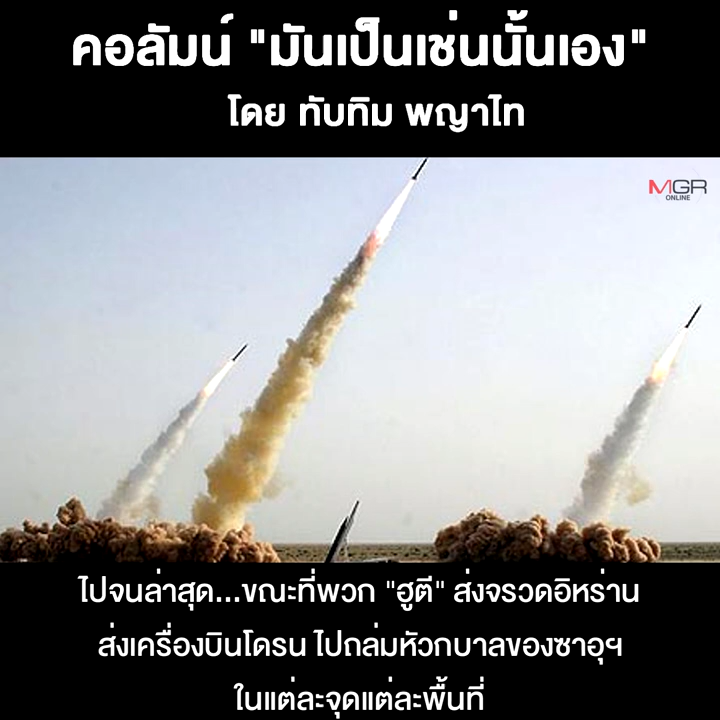 คอลัมน์ "มันเป็นเช่นนั้นเอง"
โดย ทับทิม พญาไท
MGR
ONLINE
ไปจนล่าสุด...ขณะที่พวก "ฮูตี" ส่งจรวดอิหร่าน
ส่งเครื่องบินโดรน ไปถล่มหัวกบาลของซาอุฯ
ในแต่ละจุดแต่ละพื้นที่